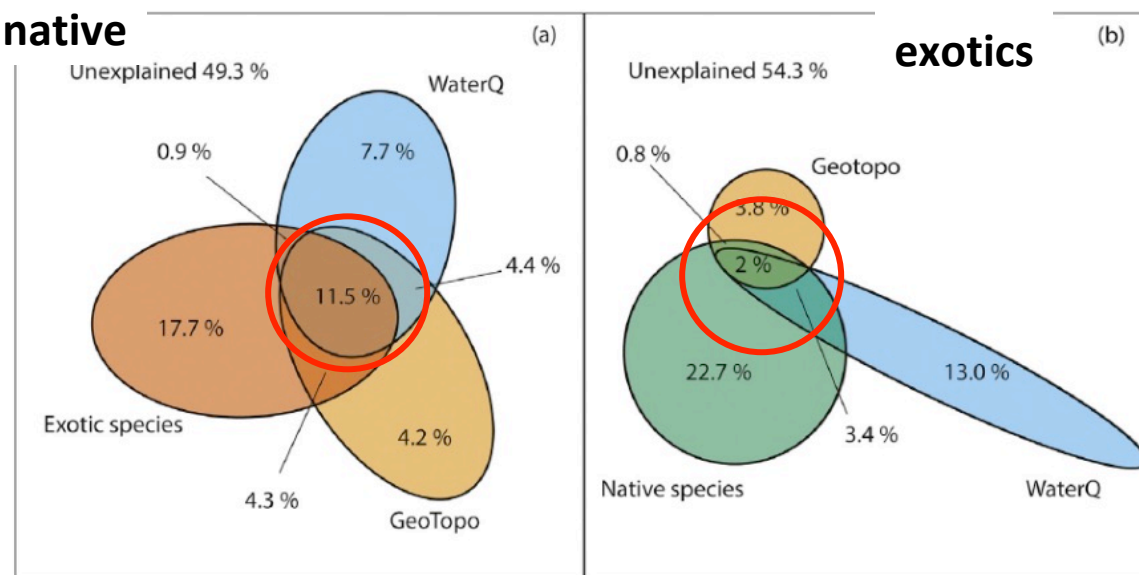 native
(a)
Unexplained 49.3 %
WaterQ
0.9 %
7.7 %
4.4 %
11.5 %
17.7 %
Exotic species
4.2 %
4.3 %
GeoTopo
exotics
(b)
Unexplained 54.3 %
0.8 %
Geotopo
3.8 %
2 %
22.7 %
13.0 %
3.4 %
Native species
WaterQ